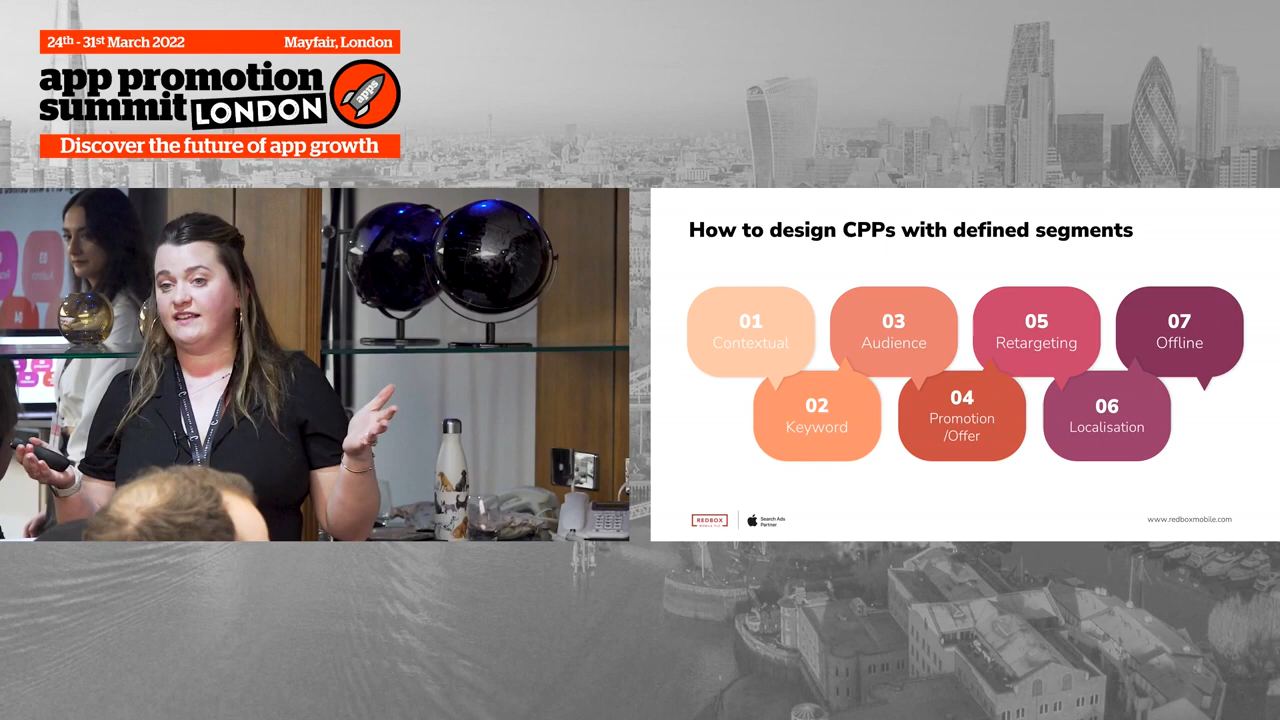 24th - 31st March 2022
Mayfair, London
app promotion
summit LONDON
apps
Discover the future of app growth
How to design CPPs with defined segments
01
Contextual
03
Audience
05
Retargeting
07
Offline
02
Keyword
04
Promotion
/Offer
06
Localisation
REDBOX
MOBILE PLC
Search Ads
Partner
www.redboxmobile.com